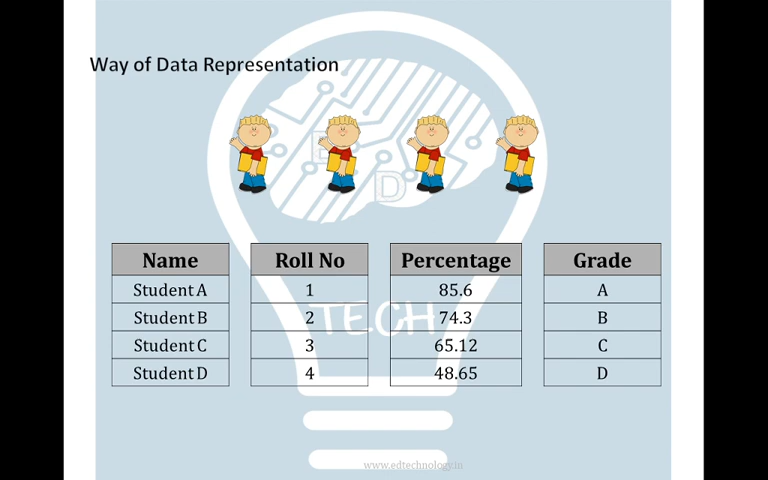 Way of Data Representation
E
D
Name Roll No Percentage Grade
Student A 1 85.6 A
Student B 2 74.3 B
Student C 3 65.12 C
Student D 4 48.65 D
TECH
www.edtechnology.in